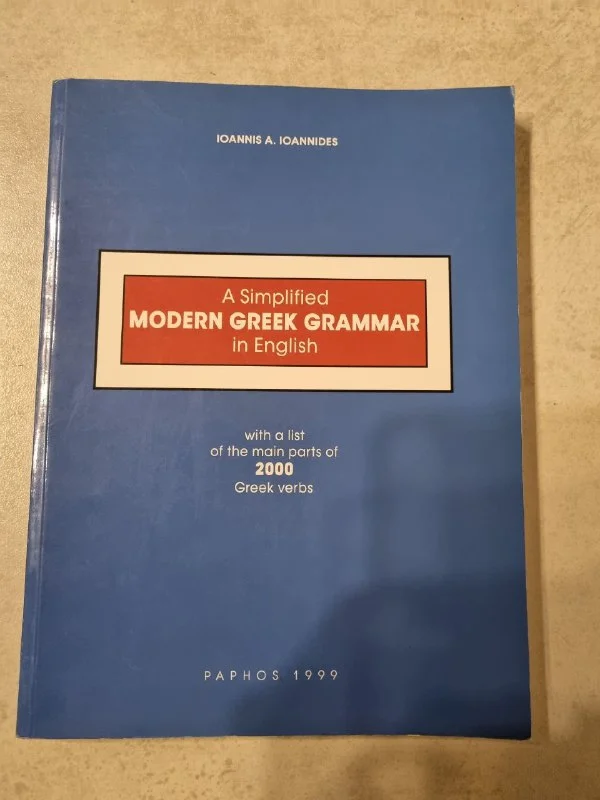 IOANNIS A. IOANNIDES
A Simplified
MODERN GREEK GRAMMAR
in English
with a list
of the main parts of
2000
Greek verbs
PAPHOS 1999